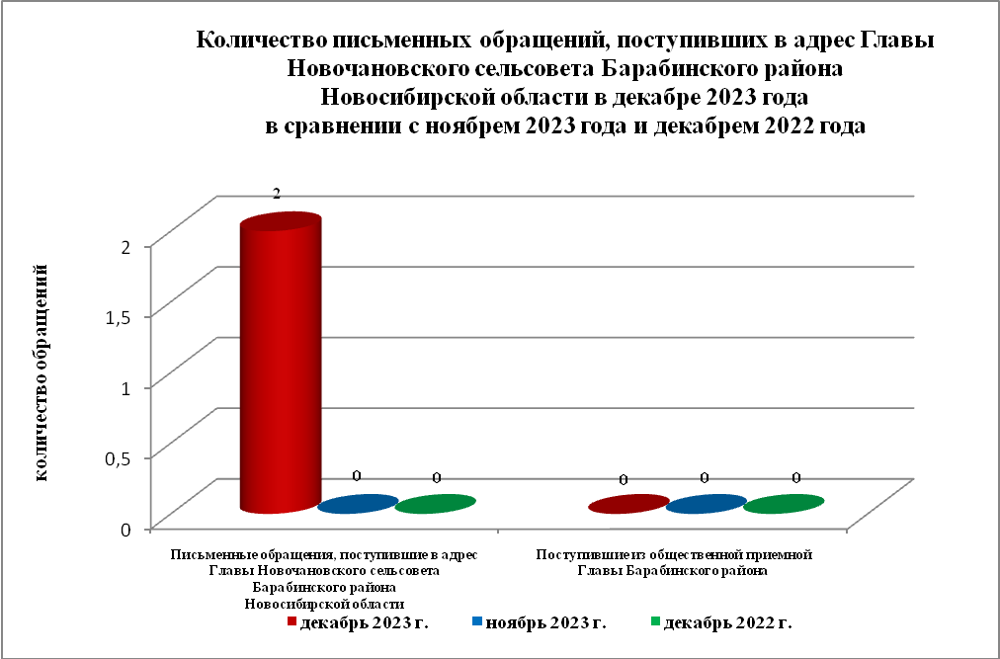 Количество письменных обращений, поступивших в адрес Главы
Новочановского сельсовета Барабинского района
Новосибирской области в декабре 2023 года
в сравнении с ноябрем 2023 года и декабрем 2022 года
количество обращений
2
1,5
1
0,5
0
2
0
0
0
0
0
Письменные обращения, поступившие в адрес
Главы Новочановского сельсовета
Барабинского района
Новосибирской области
Поступившие из общественной приемной
Главы Барабинского района
декабрь 2023 г.
ноябрь 2023 г.
декабрь 2022 г.